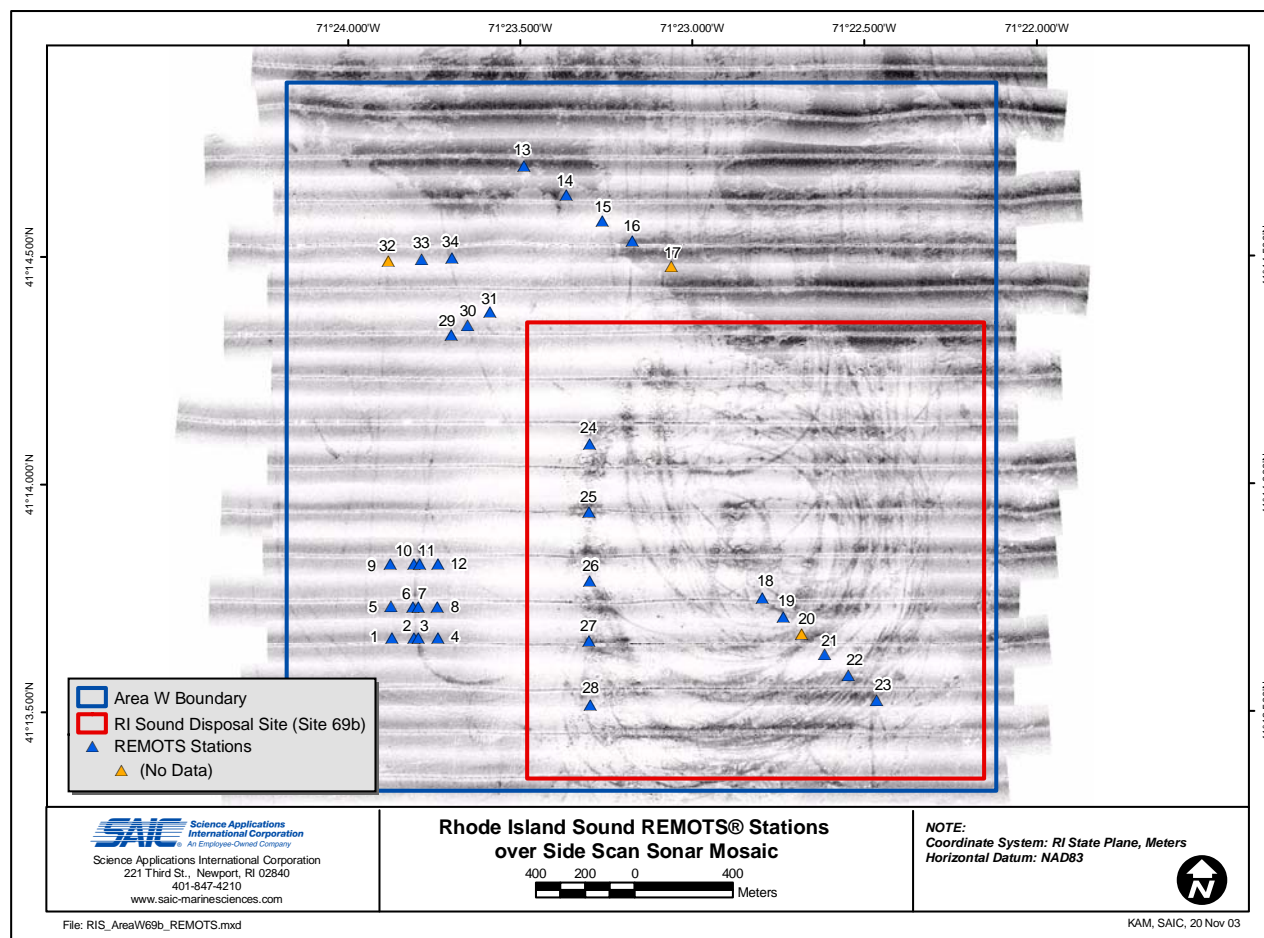 71°24.000'W 71°23.500'W 71°23.000'W 71°22.500'W 71°22.000'W
13
14
15
16
17
32 33 34
41°14.500'N
31
30
29
24
41°14.000'N
25
26
10 11
9 12
18
19
20
6 7
5 8
21
27
2 3
1 4
22
23
28
41°13.500'N
Area W Boundary
RI Sound Disposal Site (Site 69b)
REMOTS Stations
(No Data)
SAIC Science Applications
International Corporation
An Employee-Owned Company
Science Applications International Corporation
221 Third St., Newport, RI 02840
401-847-4210
www.saic-marinesciences.com
Rhode Island Sound REMOTS® Stations
over Side Scan Sonar Mosaic
400 200 0 400
Meters
NOTE:
Coordinate System: RI State Plane, Meters
Horizontal Datum: NAD83
N
File: RIS_AreaW69b_REMOTS.mxd
KAM, SAIC, 20 Nov 03